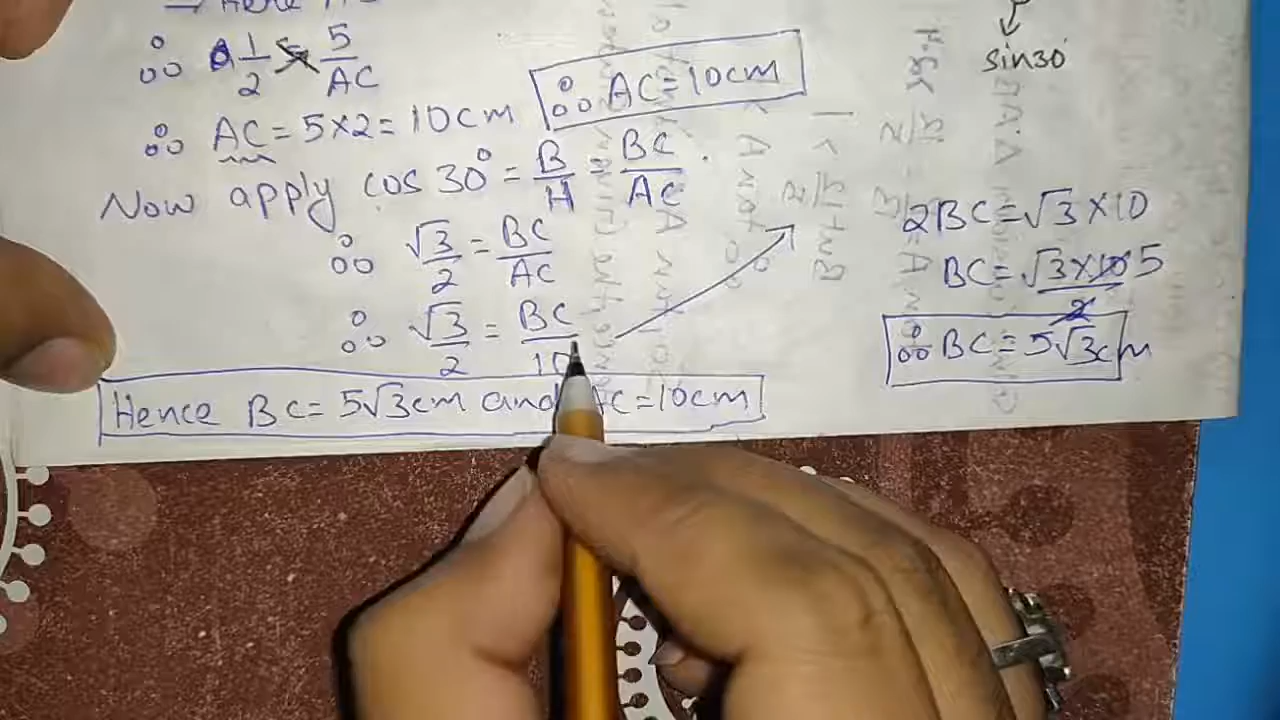 sin30°
∴ 1/2 = 5/AC
∴ AC = 5×2 = 10cm
∴ AC = 10cm
Now apply cos 30° = B/H = BC/AC.
∴ √3/2 = BC/AC
∴ √3/2 = BC/10
2BC = √3 × 10
BC = √3×10 5/2
∴ BC = 5√3cm
Hence BC = 5√3cm and AC = 10cm